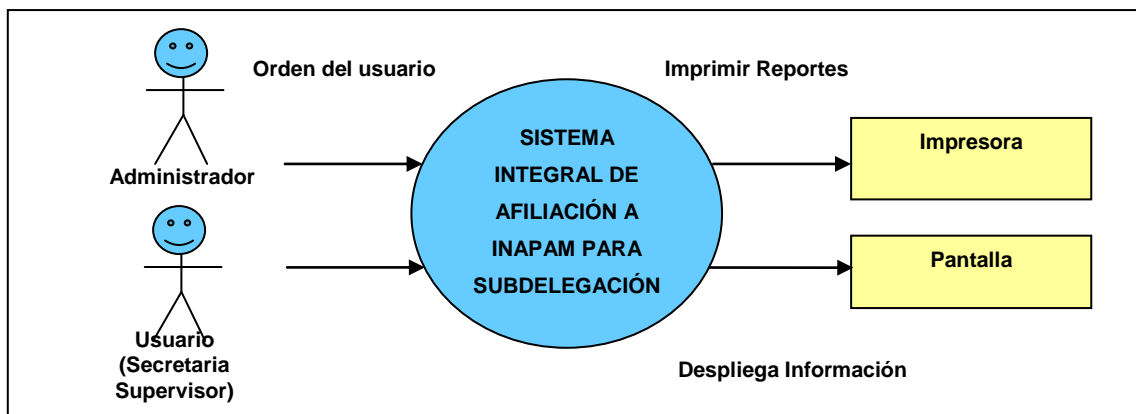 Orden del usuario
Imprimir Reportes
Administrador
SISTEMA
INTEGRAL DE
AFILIACIÓN A
INAPAM PARA
SUBDELEGACIÓN
Impresora
Pantalla
Usuario
(Secretaria
Supervisor)
Despliega Información